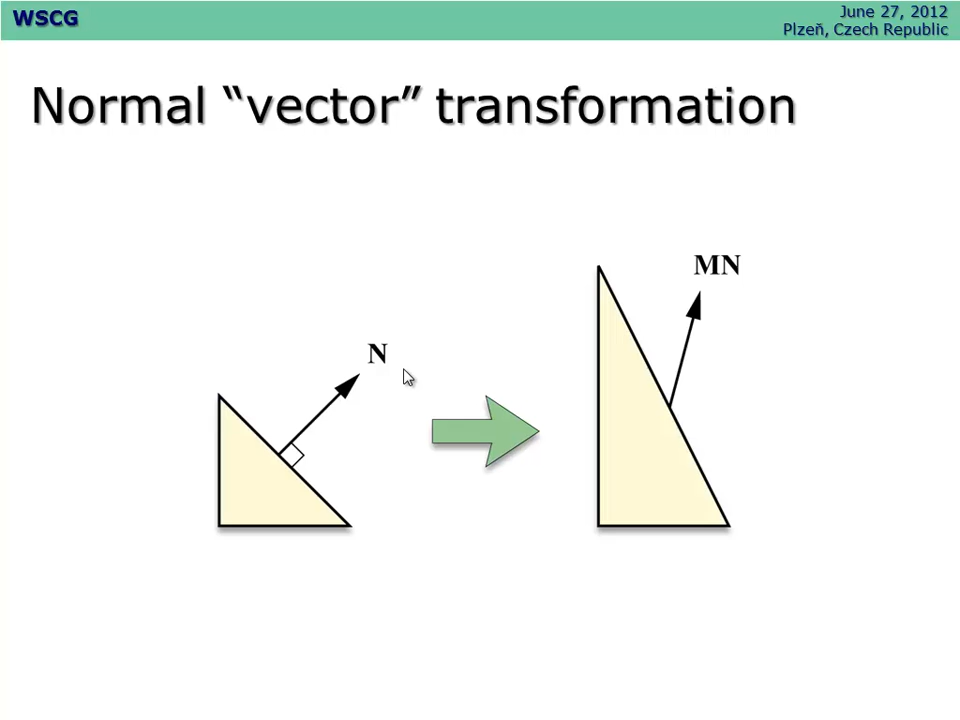 WSCG
June 27, 2012
Plzeň, Czech Republic
Normal “vector” transformation
MN
N